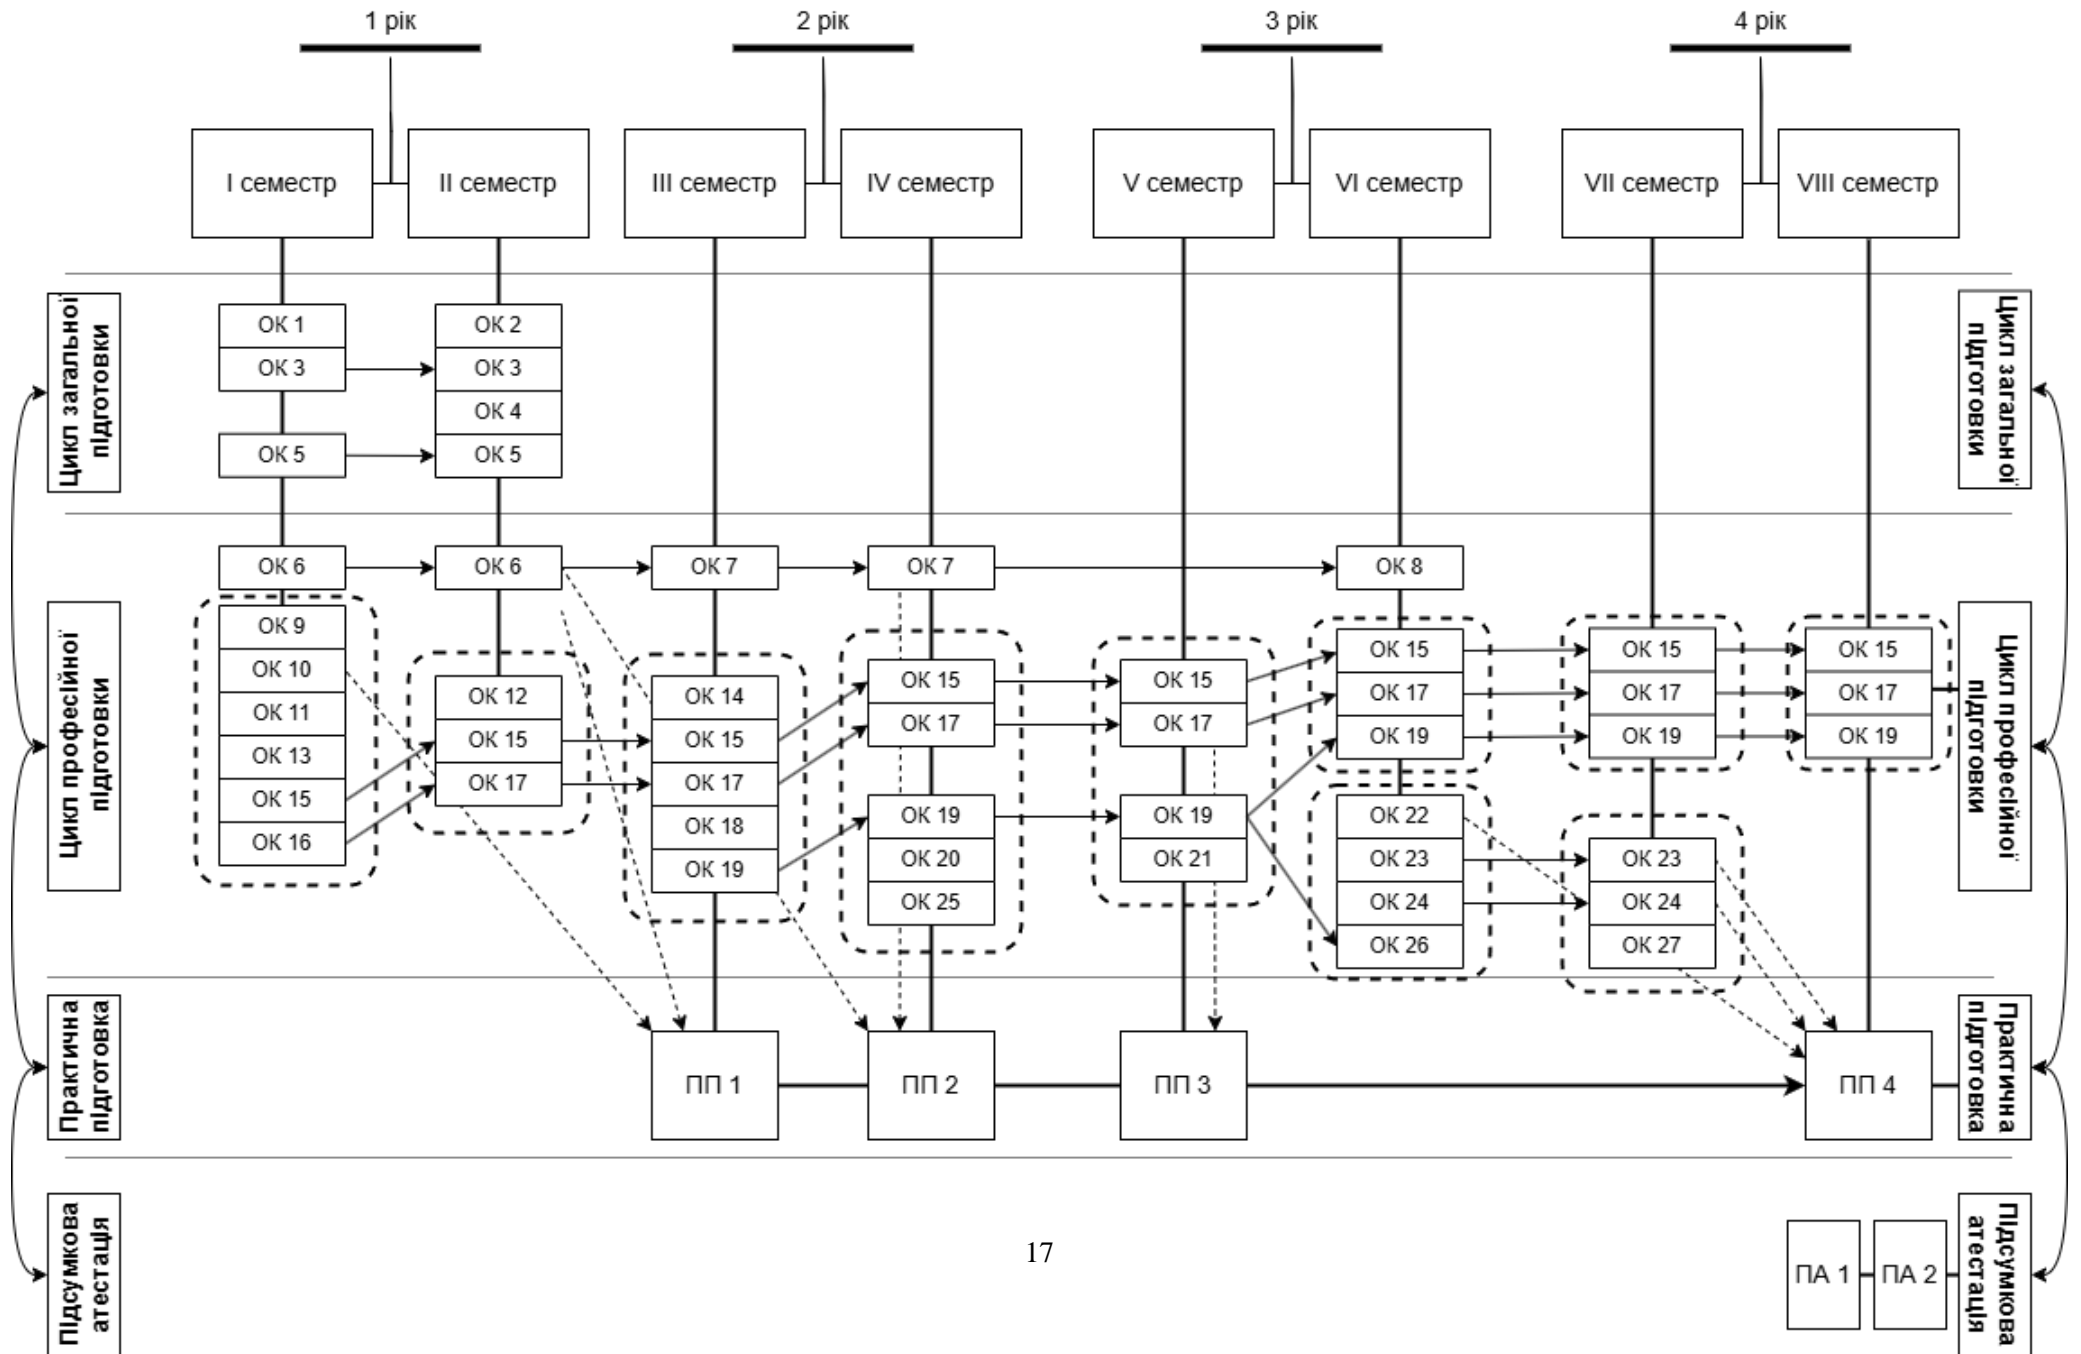 1 рік
2 рік
3 рік
4 рік
I семестр
II семестр
III семестр
IV семестр
V семестр
VI семестр
VII семестр
VIII семестр
Цикл загальної
підготовки
ОК 1
ОК 3
ОК 5
ОК 2
ОК 3
ОК 4
ОК 5
Цикл загальної
підготовки
Цикл професійної
підготовки
ОК 6
ОК 9
ОК 10
ОК 11
ОК 13
ОК 15
ОК 16
ОК 6
ОК 12
ОК 15
ОК 17
ОК 7
ОК 14
ОК 15
ОК 17
ОК 18
ОК 19
ОК 7
ОК 15
ОК 17
ОК 19
ОК 20
ОК 25
ОК 15
ОК 17
ОК 19
ОК 21
ОК 8
ОК 15
ОК 17
ОК 19
ОК 22
ОК 23
ОК 24
ОК 26
ОК 15
ОК 17
ОК 19
ОК 23
ОК 24
ОК 27
ОК 15
ОК 17
ОК 19
Цикл професійної
підготовки
Практична
підготовка
ПП 1
ПП 2
ПП 3
ПП 4
Практична
підготовка
Підсумкова
атестація
17
ПА 1
ПА 2
Підсумкова
атестація